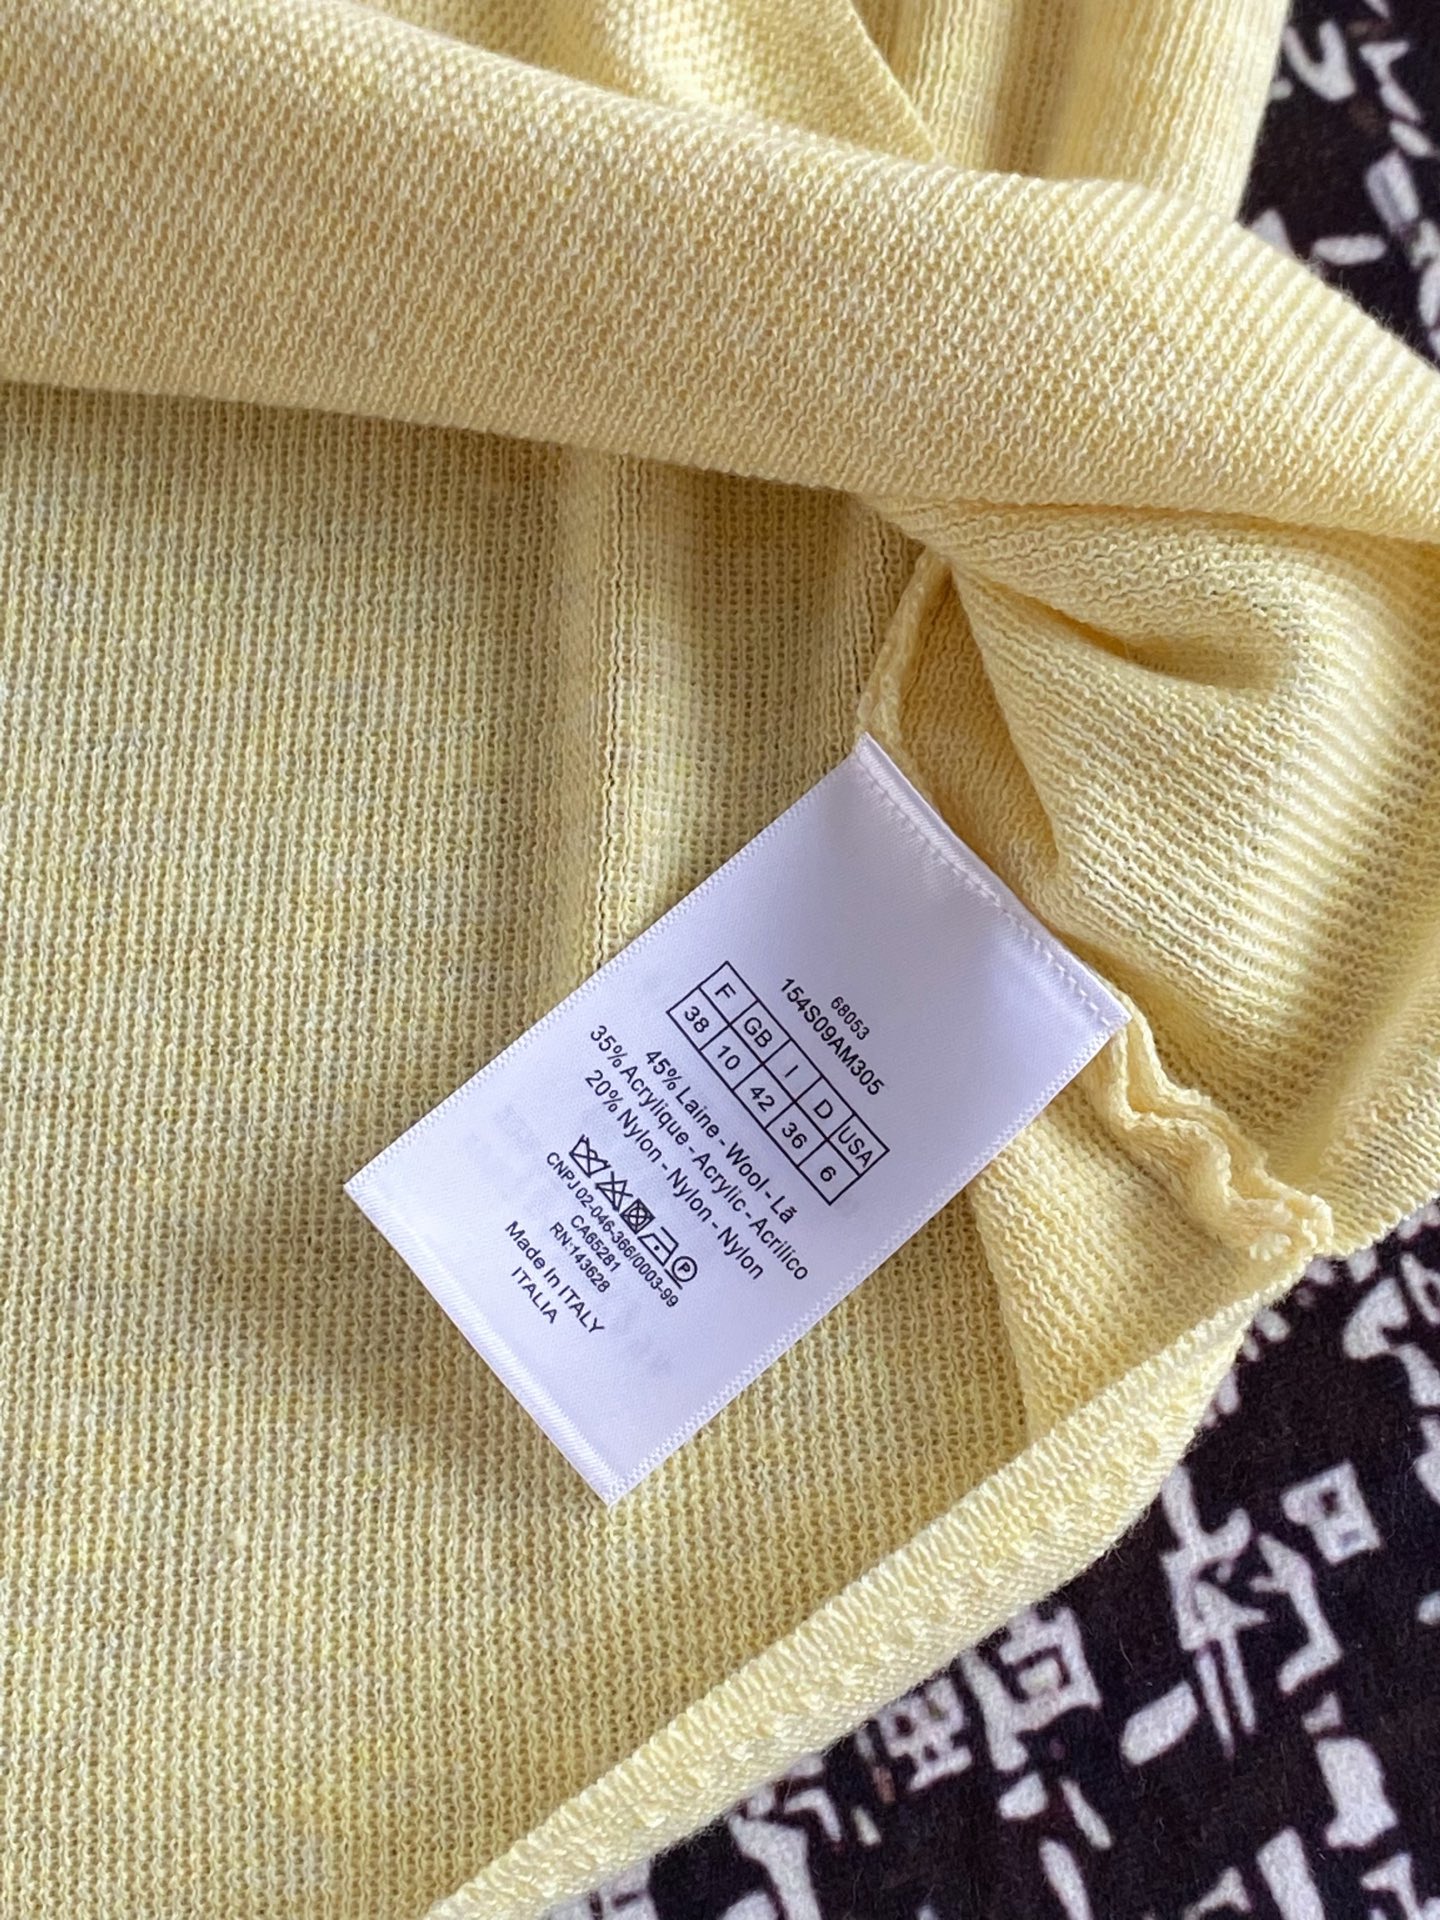 68053
154S09AM305
F GB I D USA
38 10 42 36 6
45% Laine - Wool - Lã
35% Acrylique - Acrylic - Acrilico
20% Nylon - Nylon - Nylon
P
CNPJ 02-046-366/0003-99
CA65281
RN:143628
Made In ITALY
ITALIA